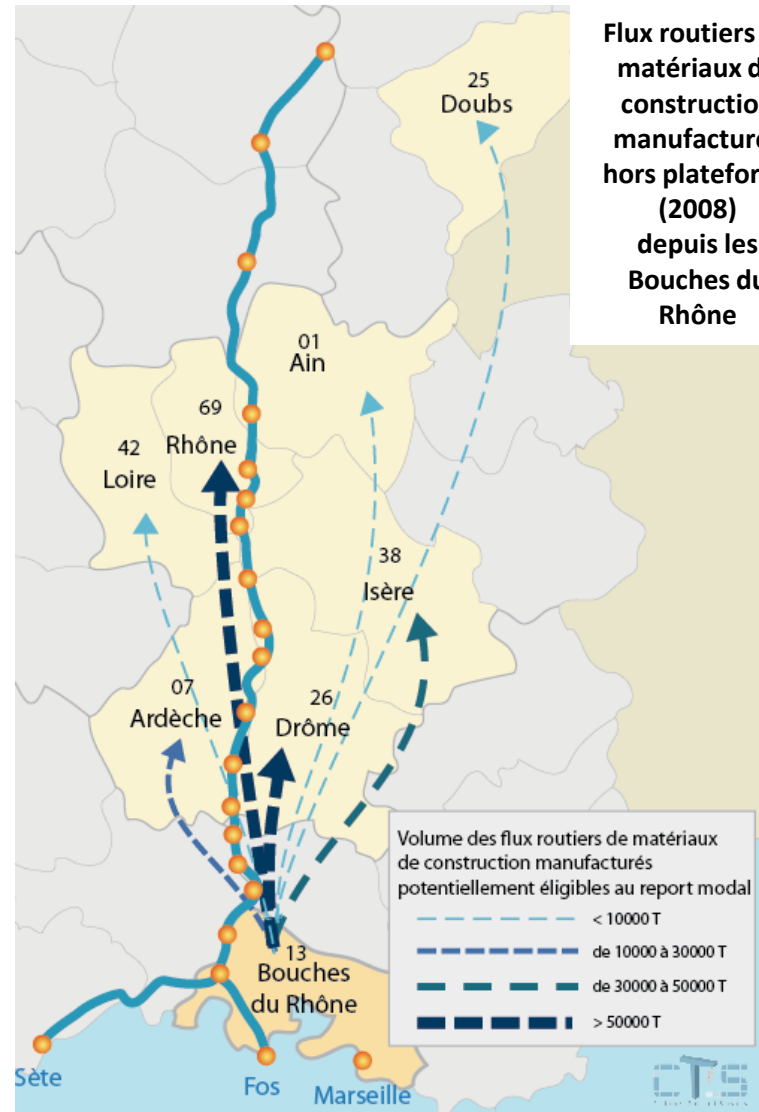 Flux routiers
matériaux
manufactur
hors platefor
(2008)
depuis les
Bouches du
Rhône
25
Doubs
01
Ain
69
Rhône
42
Loire
38
Isère
07
Ardèche
26
Drôme
Volume des flux routiers de matériaux
de construction manufacturés
potentiellement éligibles au report modal
< 10000 T
de 10000 à 30000 T
de 30000 à 50000 T
> 50000 T
13
Bouches
du Rhône
Sète
Fos
Marseille
CTS